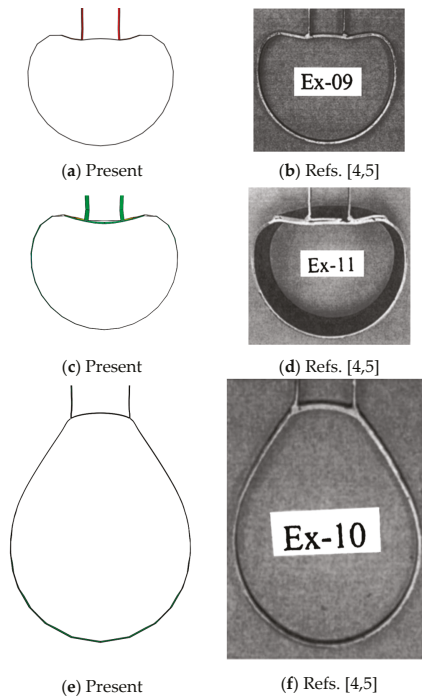 Ex-09
(a) Present
(b) Refs. [4,5]
Ex-11
(c) Present
(d) Refs. [4,5]
Ex-10
(e) Present
(f) Refs. [4,5]